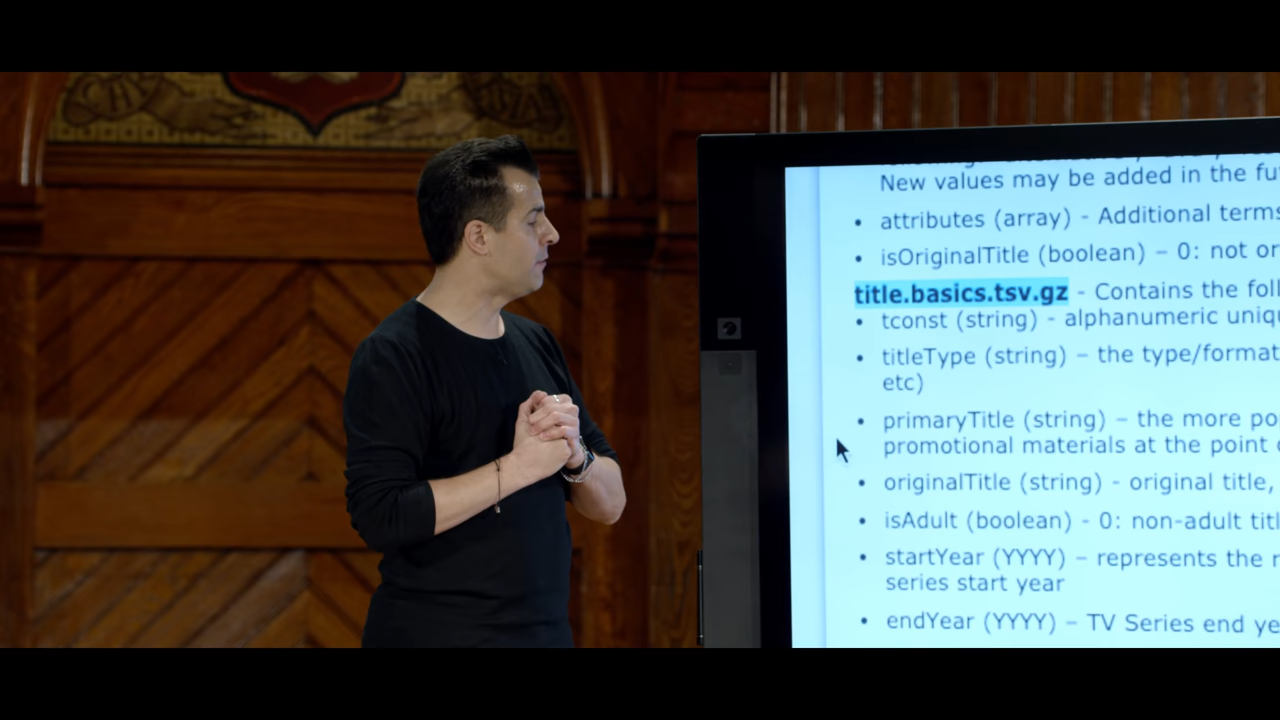 New values may be added in the fu
• attributes (array) - Additional terms
• isOriginalTitle (boolean) – 0: not or
title.basics.tsv.gz - Contains the foll
• tconst (string) - alphanumeric uniq
• titleType (string) – the type/format
etc)
• primaryTitle (string) – the more po
promotional materials at the point
• originalTitle (string) - original title,
• isAdult (boolean) - 0: non-adult titl
• startYear (YYYY) – represents the r
series start year
• endYear (YYYY) – TV Series end ye